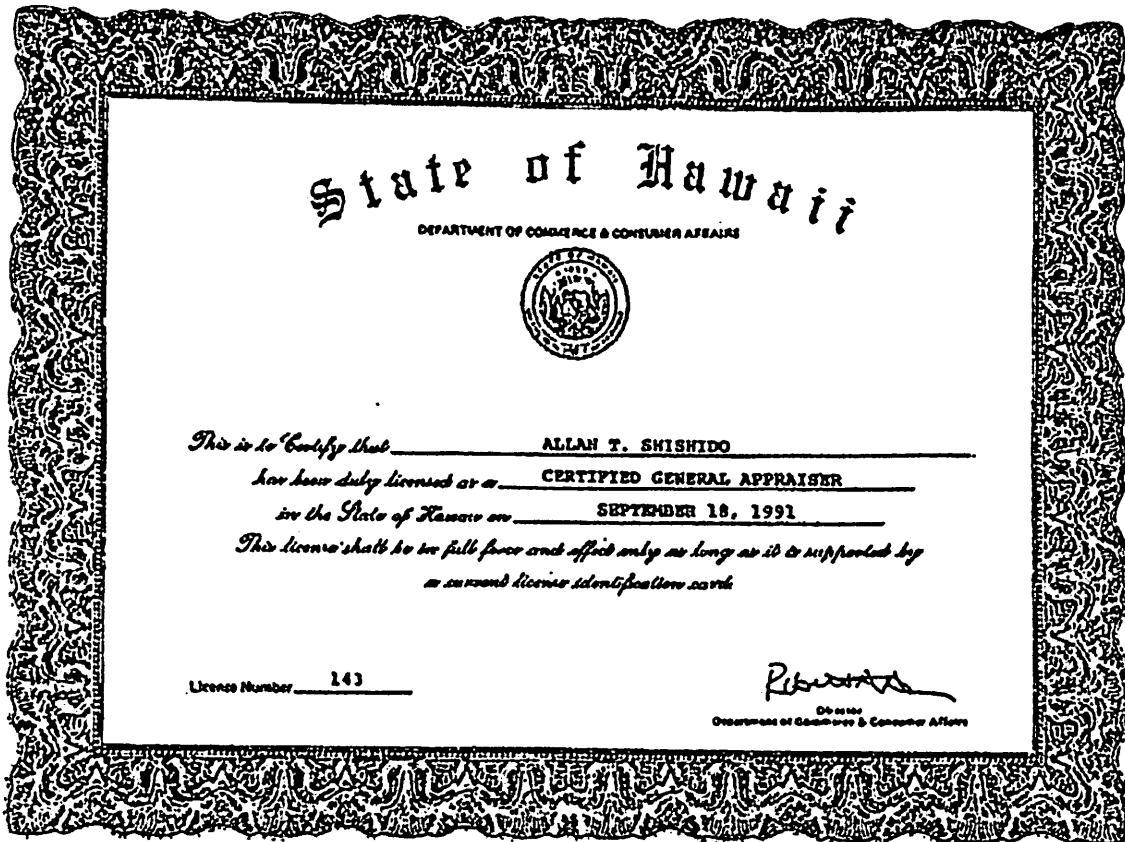 State of Hawaii
DEPARTMENT OF COMMERCE & CONSUMER AFFAIRS
STATE OF HAWAII
This is to Certify that ALLAN T. SHISHIDO
has been duly licensed as a CERTIFIED GENERAL APPRAISER
in the State of Hawaii on SEPTEMBER 18, 1991
This license shall be in full force and effect only as long as it is supported by
a current license identification card
License Number 143
Director
Department of Commerce & Consumer Affairs